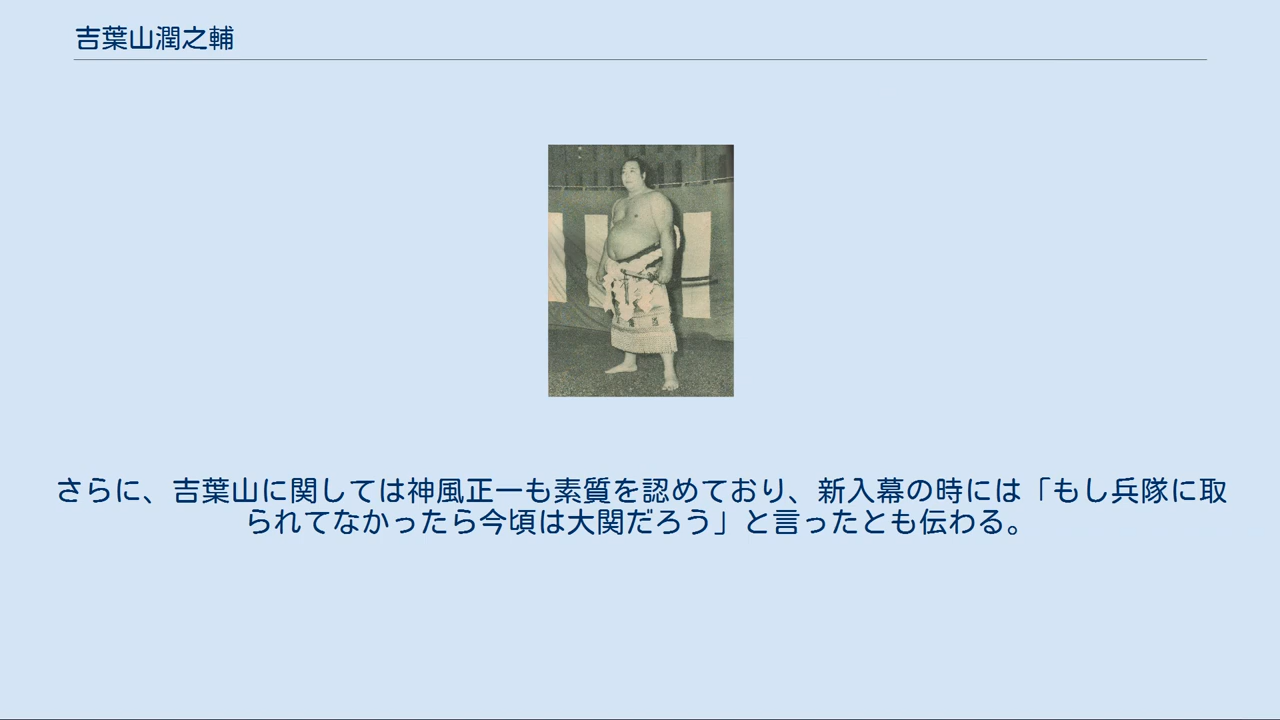 吉葉山潤之輔
さらに、吉葉山に関しては神風正一も素質を認めており、新入幕の時には「もし兵隊に取
られてなかったら今頃は大関だろう」と言ったとも伝わる。